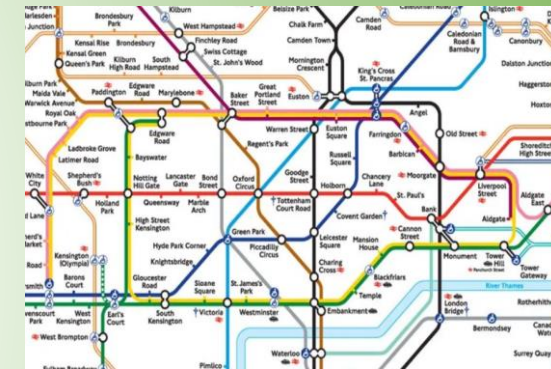 Kilburn
Belsize Park
Brondesbury
Park
West Hampstead
Chalk Farm
Camden
Road
Caledonian Road
Islington
Junction
Kensal Rise
Brondesbury
Finchley Road
Camden Town
Canonbury
Kensal Green
Swiss Cottage
Caledonian
Road &
Barnsbury
Queen's Park
Kilburn
High Road
South
Hampstead
St. John's Wood
Mornington
Crescent
Dalston Junction
Kilburn Park
King's Cross
St. Pancras
Maida Vale
Edgware
Road
Haggerston
Warwick Avenue
Paddington
Marylebone
Baker
Street
Great
Portland
Street
Euston
Royal Oak
Angel
Hoxton
Westbourne Park
Warren Street
Euston
Square
Old Street
Edgware
Road
Farringdon
Ladbroke Grove
Regent's Park
Russell
Square
Barbican
Shoreditch
High Street
Latimer Road
Bayswater
Goodge
Street
Moorgate
White
City
Shepherd's
Bush
Notting
Hill Gate
Lancaster
Gate
Bond
Street
Oxford
Circus
Holborn
Chancery
Lane
Liverpool
Street
Holland
Park
Queensway
Marble
Arch
Tottenham
Court Road
St. Paul's
Aldgate
East
Covent Garden
Bank
High Street
Kensington
Green Park
Aldgate
Leicester
Square
Mansion
House
Cannon
Street
Hyde Park Corner
Piccadilly
Circus
Monument
Tower
Hill
Kensington
(Olympia)
Knightsbridge
Fenchurch Street
Tower
Gateway
Charing
Cross
Blackfriars
Barons
Court
Gloucester
Road
Sloane
Square
St. James's
Park
River Thames
Temple
West
Kensington
Earl's
Court
South
Kensington
Victoria
Westminster
Embankment
London
Bridge
Rotherhithe
Bermondsey
West Brompton
Waterloo
Surrey Quays
Pimlico
Fulham Broadway